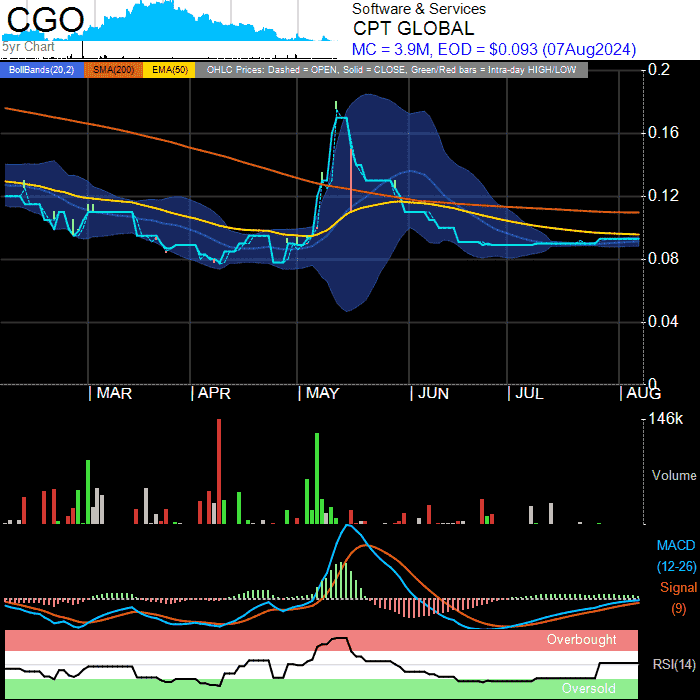 CGO
5yr Chart
Software & Services
CPT GLOBAL
MC = 3.9M, EOD = $0.093 (07Aug2024)
BollBands(20,2) SMA(200) EMA(50) OHLC Prices: Dashed = OPEN, Solid = CLOSE, Green/Red bars = Intra-day HIGH/LOW
0.2
0.16
0.12
0.08
0.04
0
MAR APR MAY JUN JUL AUG
146k
Volume
MACD
(12-26)
Signal
(9)
Overbought
RSI(14)
Oversold